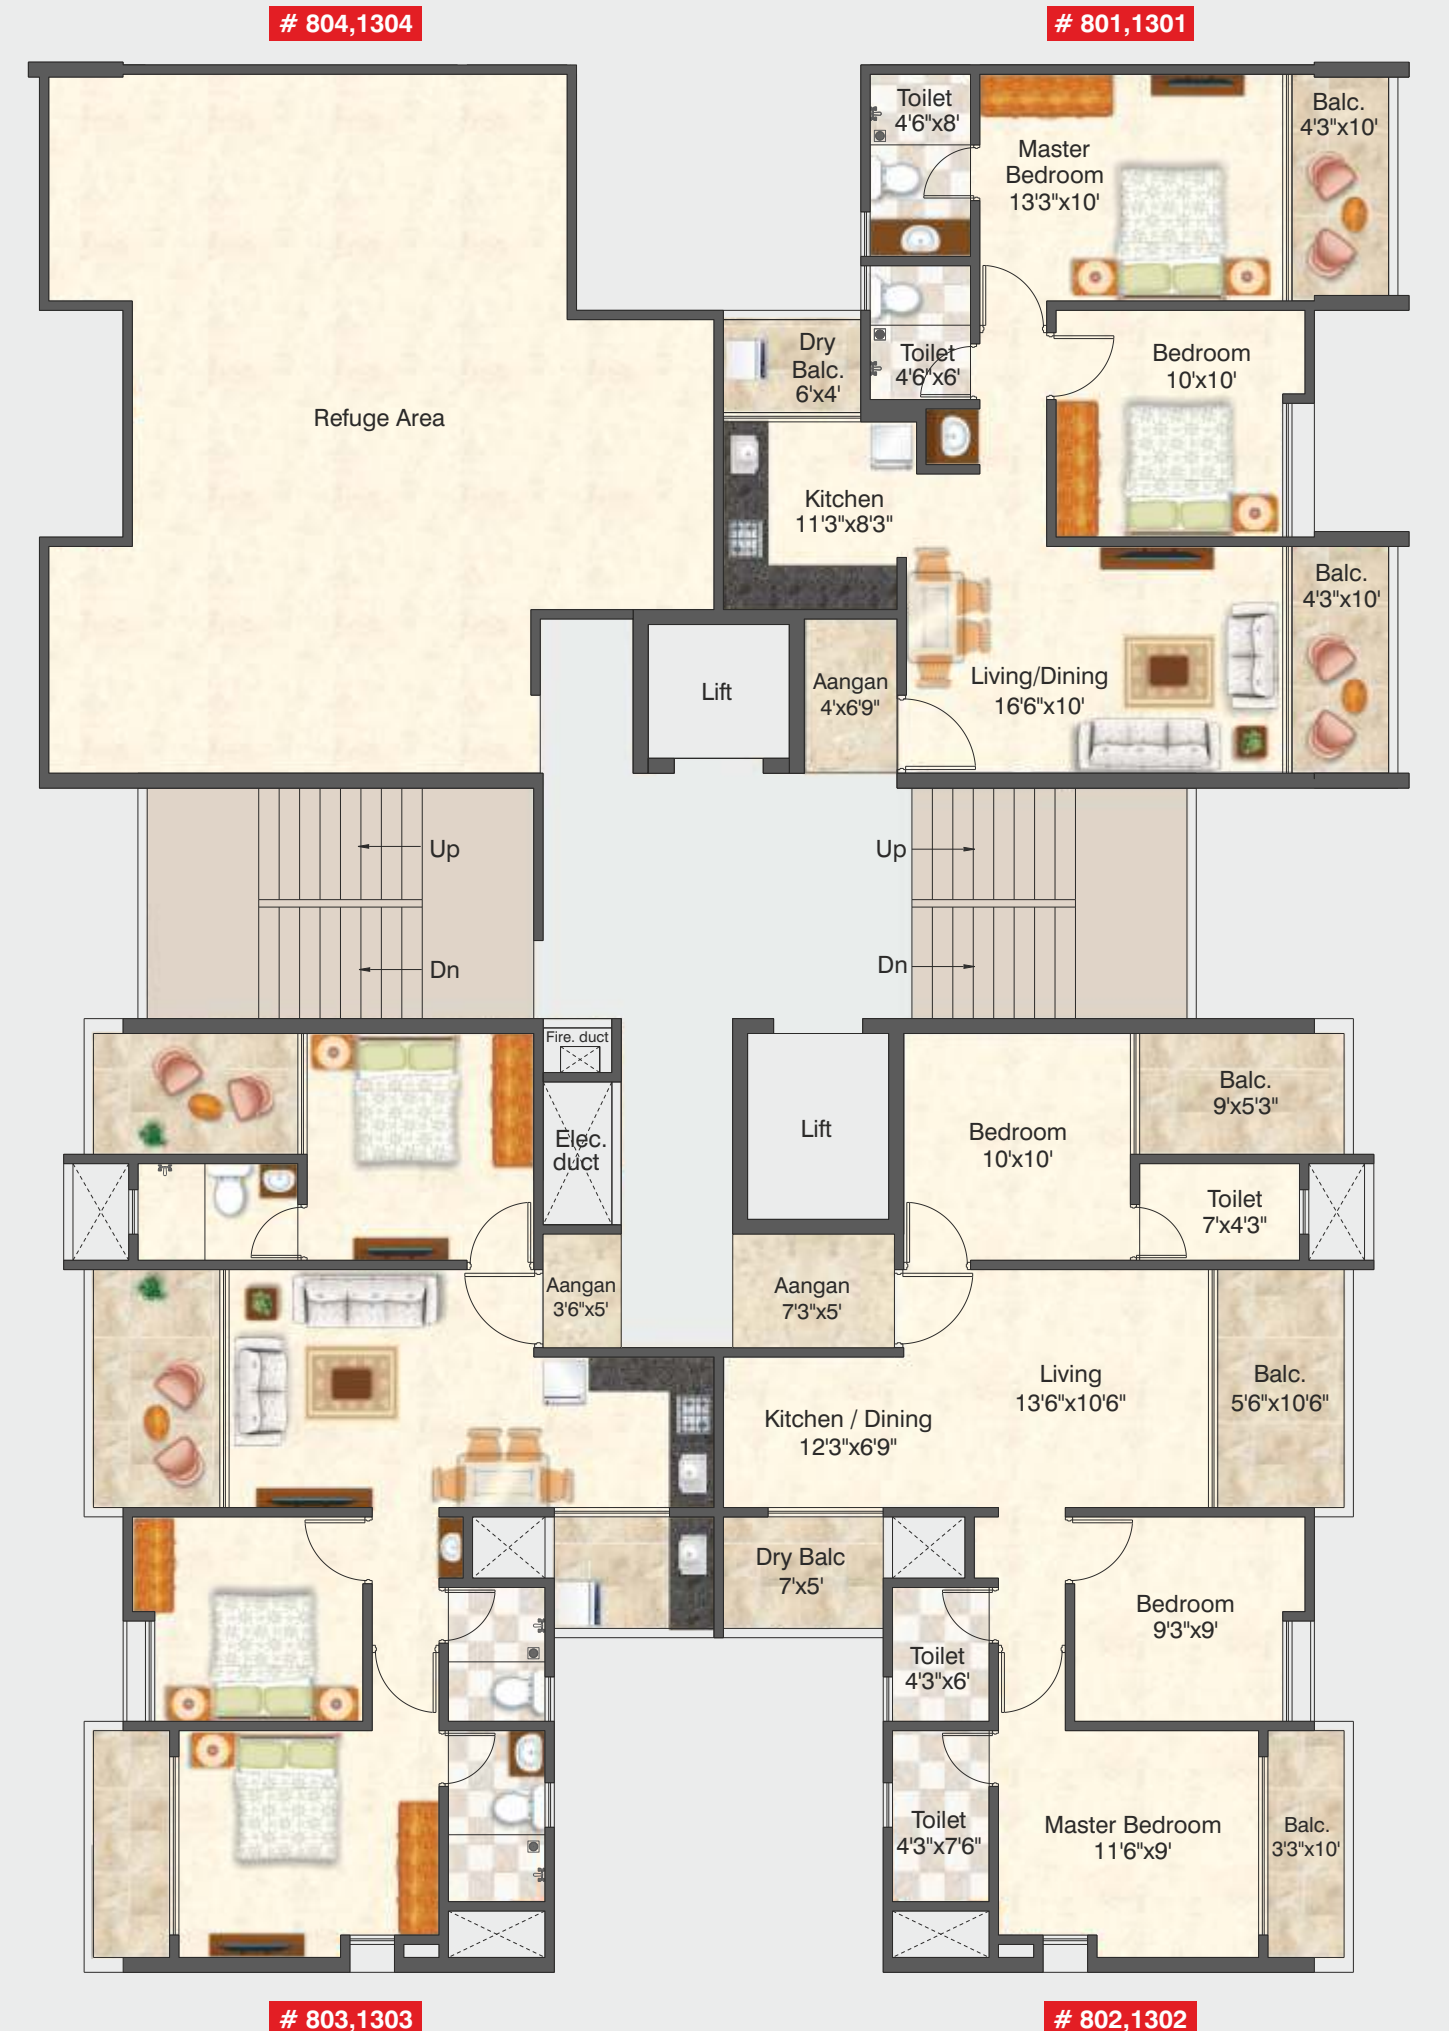 # 804,1304
# 801,1301
Toilet
4'6"x8'
Master
Bedroom
13'3"x10'
Balc.
4'3"x10'
Refuge Area
Dry
Balc.
6'x4'
Toilet
4'6"x6'
Bedroom
10'x10'
Kitchen
11'3"x8'3"
Lift
Aangan
4'x6'9"
Living/Dining
16'6"x10'
Balc.
4'3"x10'
Up
Dn
Up
Dn
Fire. duct
Elec.
duct
Aangan
3'6"x5'
Lift
Aangan
7'3"x5'
Bedroom
10'x10'
Balc.
9'x5'3"
Toilet
7'x4'3"
Kitchen / Dining
12'3"x6'9"
Living
13'6"x10'6"
Balc.
5'6"x10'6"
Dry Balc
7'x5'
Toilet
4'3"x6'
Bedroom
9'3"x9'
Toilet
4'3"x7'6"
Master Bedroom
11'6"x9'
Balc.
3'3"x10'
# 803,1303
# 802,1302